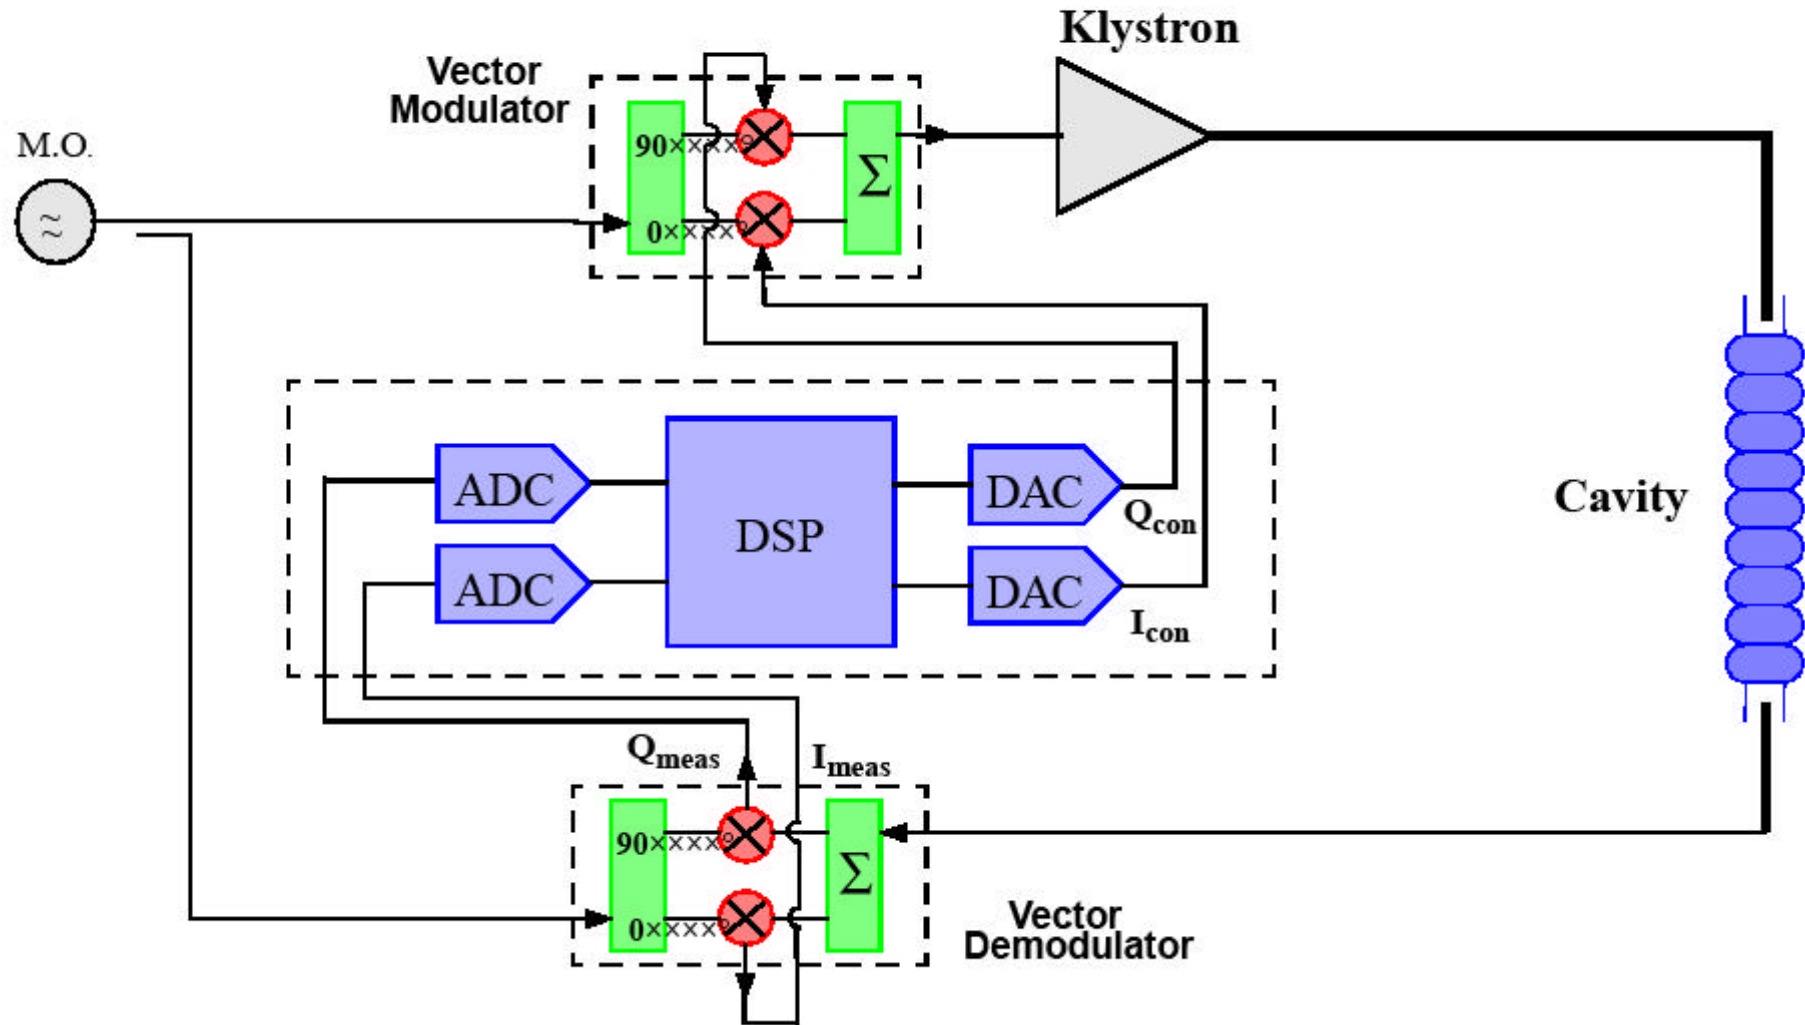 Klystron
Vector
Modulator
M.O.
≈
90××××°
0××××°
Σ
ADC
DSP
DAC
Qcon
Cavity
ADC
DAC
Icon
Qmeas
Imeas
90××××°
0××××°
Σ
Vector
Demodulator